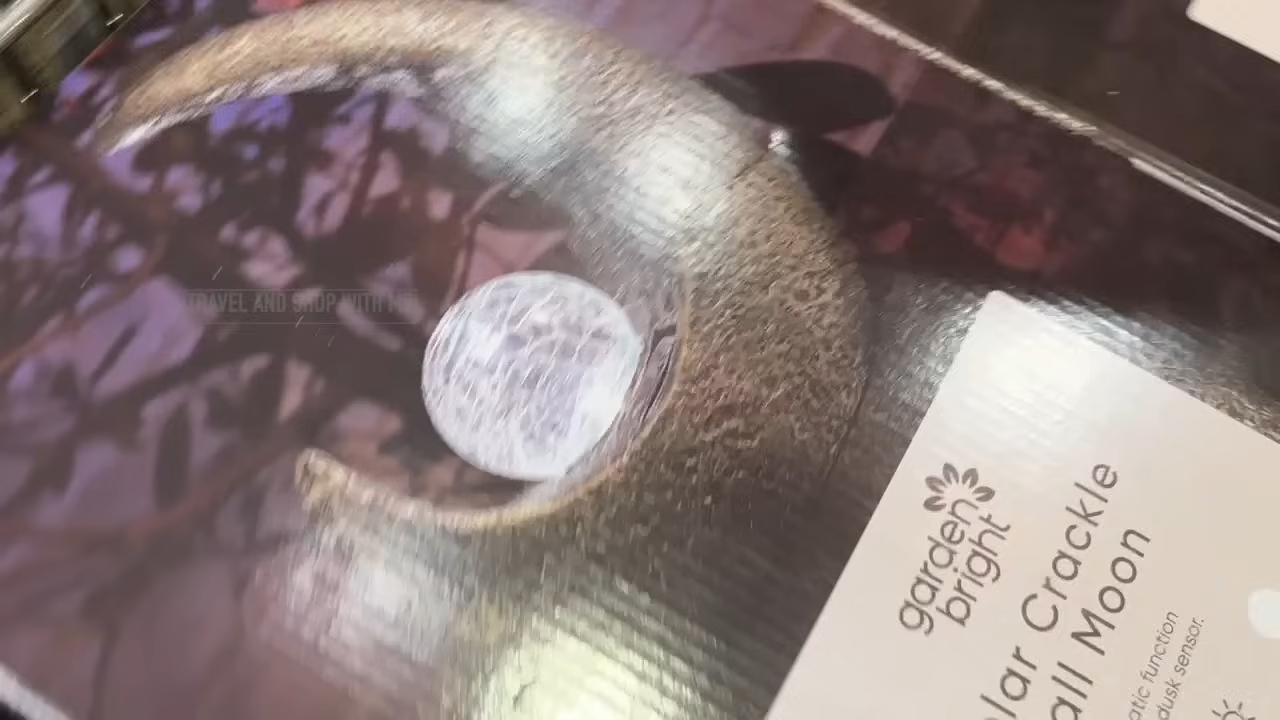 TRAVEL AND SHOP WITH ME
garden
bright
lar Crackle
all Moon
atic function
dusk sensor.